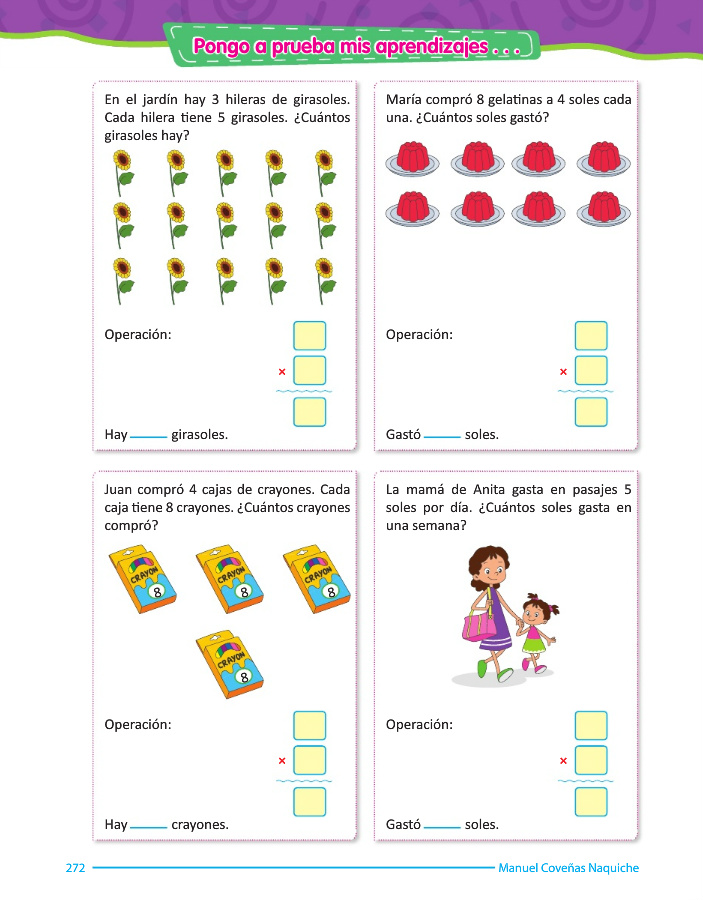 Pongo a prueba mis aprendizajes . . .
En el jardín hay 3 hileras de girasoles.
Cada hilera tiene 5 girasoles. ¿Cuántos
girasoles hay?
Operación:
×
Hay _____ girasoles.
María compró 8 gelatinas a 4 soles cada
una. ¿Cuántos soles gastó?
Operación:
×
Gastó _____ soles.
Juan compró 4 cajas de crayones. Cada
caja tiene 8 crayones. ¿Cuántos crayones
compró?
CRAYON
8
CRAYON
8
CRAYON
8
CRAYON
8
Operación:
×
Hay _____ crayones.
La mamá de Anita gasta en pasajes 5
soles por día. ¿Cuántos soles gasta en
una semana?
Operación:
×
Gastó _____ soles.
272
Manuel Coveñas Naquiche